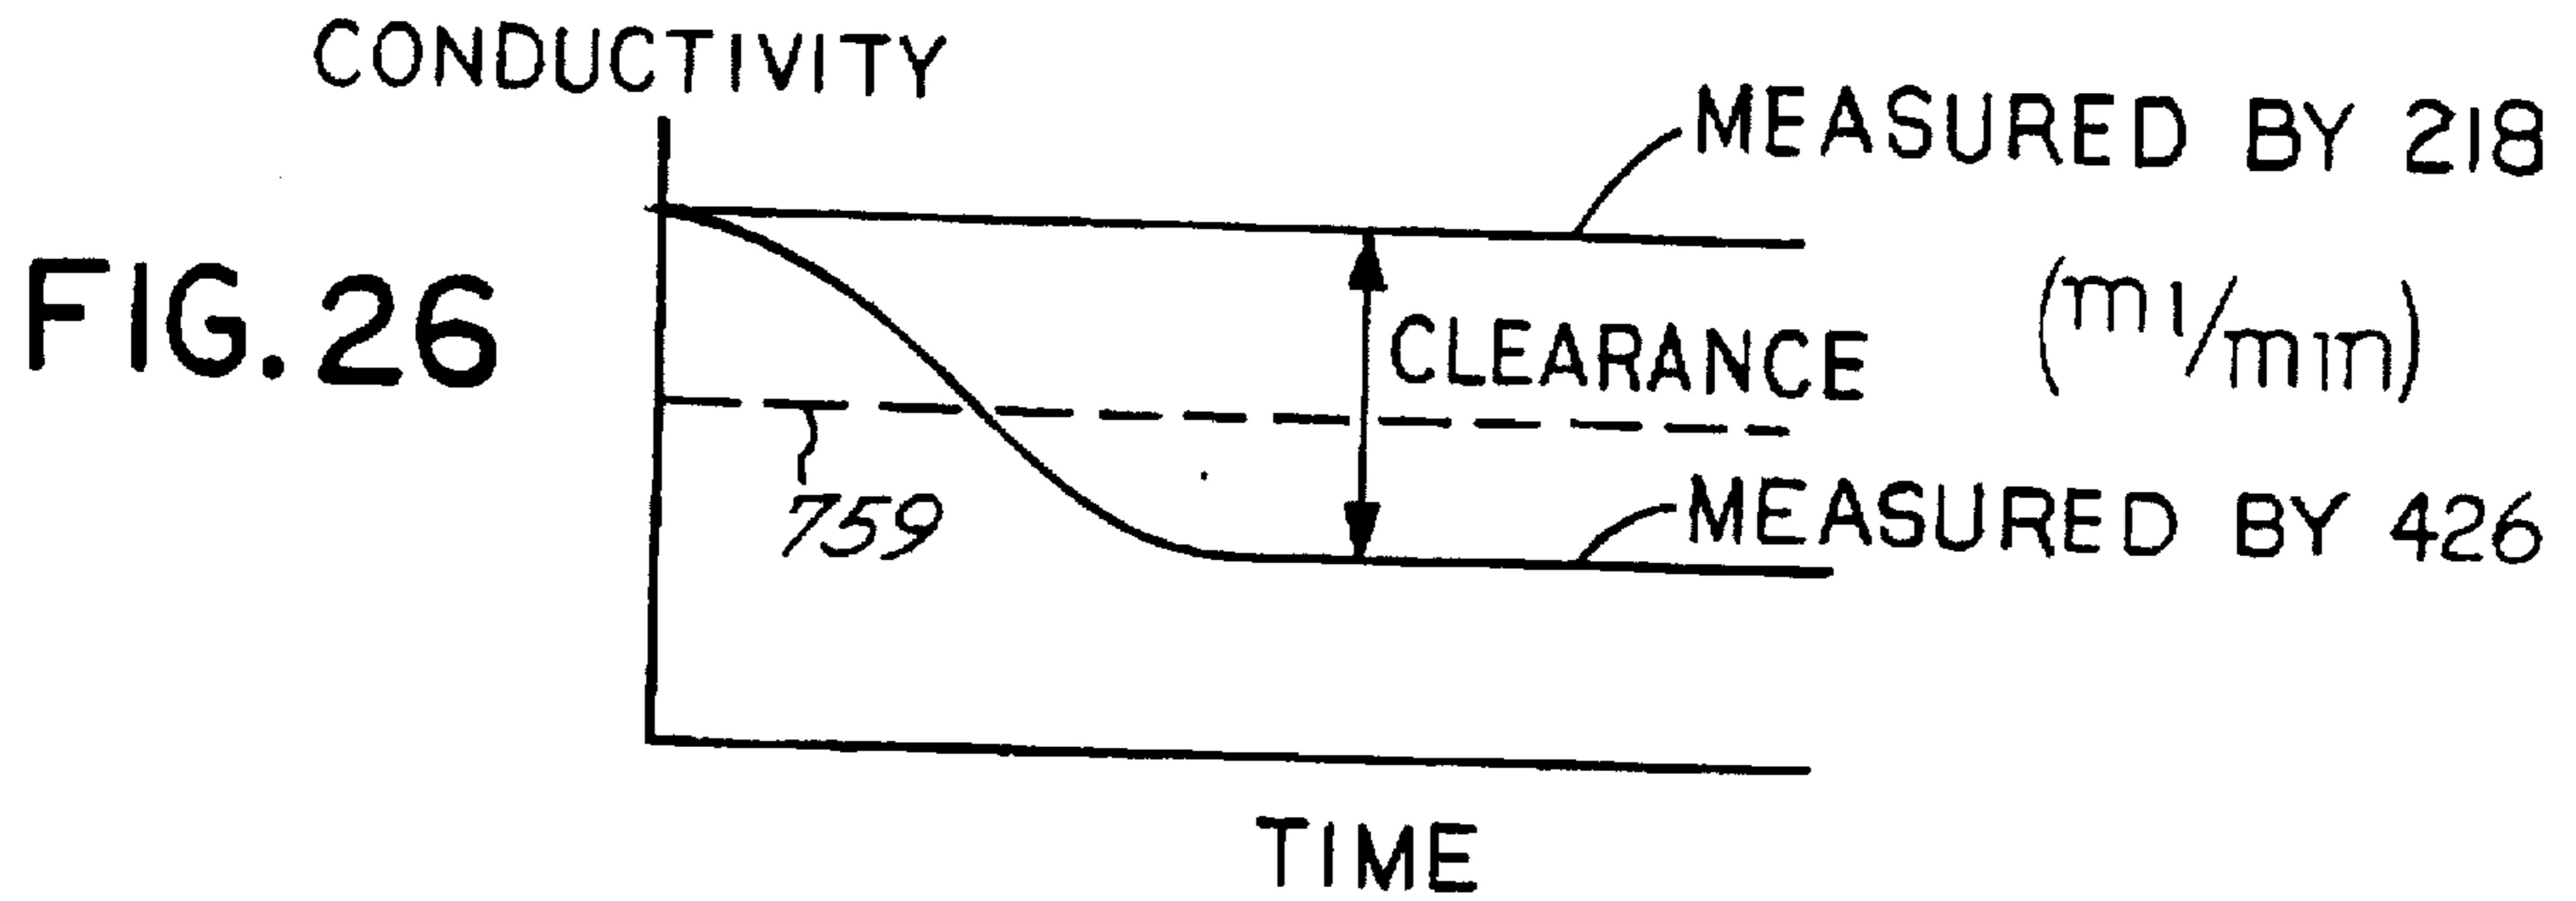 CONDUCTIVITY
MEASURED BY 218
FIG. 26
CLEARANCE (ml/min)
759
MEASURED BY 426
TIME